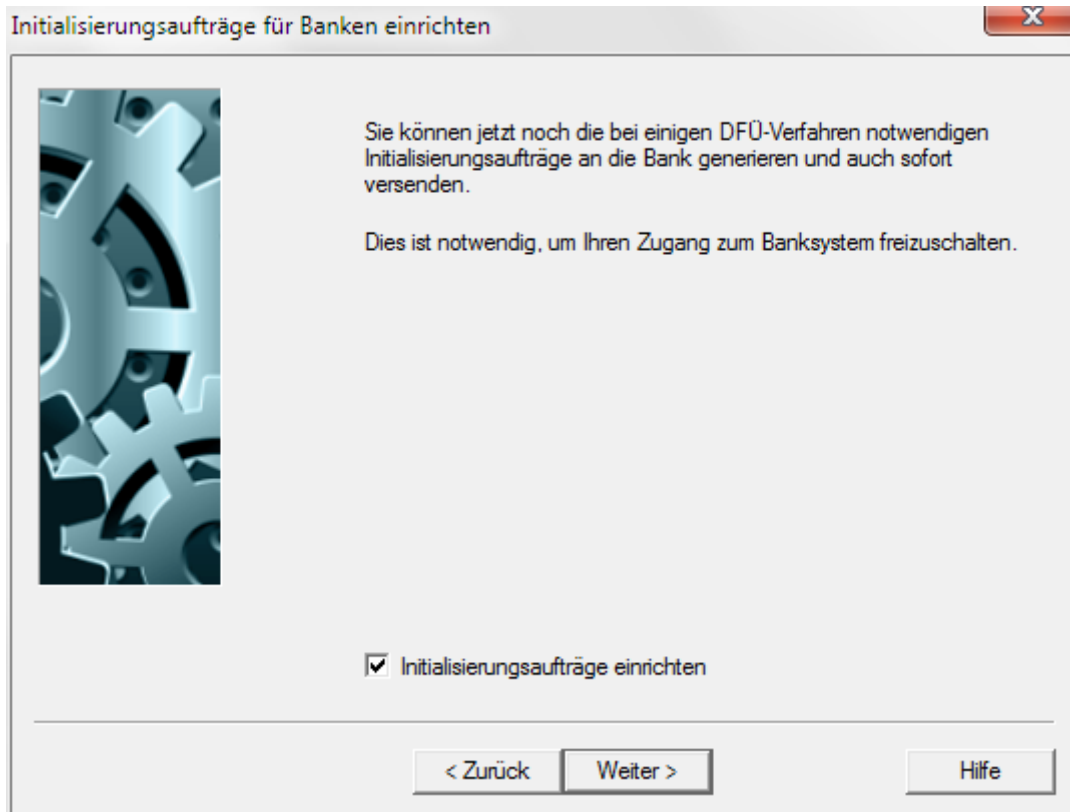 Initialisierungsaufträge für Banken einrichten
Sie können jetzt noch die bei einigen DFÜ-Verfahren notwendigen
Initialisierungsaufträge an die Bank generieren und auch sofort
versenden.
Dies ist notwendig, um Ihren Zugang zum Banksystem freizuschalten.
Initialisierungsaufträge einrichten
< Zurück
Weiter >
Hilfe